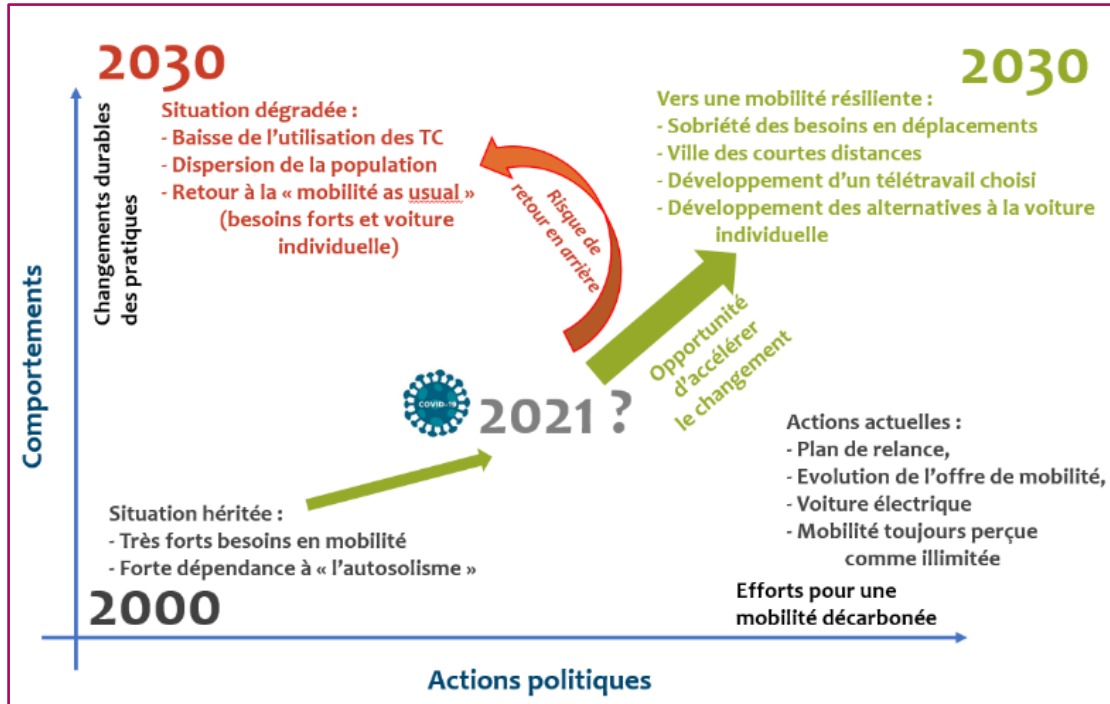 2030
Situation dégradée :
- Baisse de l'utilisation des TC
- Dispersion de la population
- Retour à la « mobilité as usual »
(besoins forts et voiture
individuelle)
2030
Vers une mobilité résiliente :
- Sobriété des besoins en déplacements
- Ville des courtes distances
- Développement d'un télétravail choisi
- Développement des alternatives à la voiture
individuelle
Changements durables
des pratiques
Comportements
Risque de
retour en arrière
Opportunité
d'accélérer
le changement
COVID-19
2021 ?
Actions actuelles :
- Plan de relance,
- Evolution de l'offre de mobilité,
- Voiture électrique
- Mobilité toujours perçue
comme illimitée
Situation héritée :
- Très forts besoins en mobilité
- Forte dépendance à « l'autosolisme »
2000
Efforts pour une
mobilité décarbonée
Actions politiques